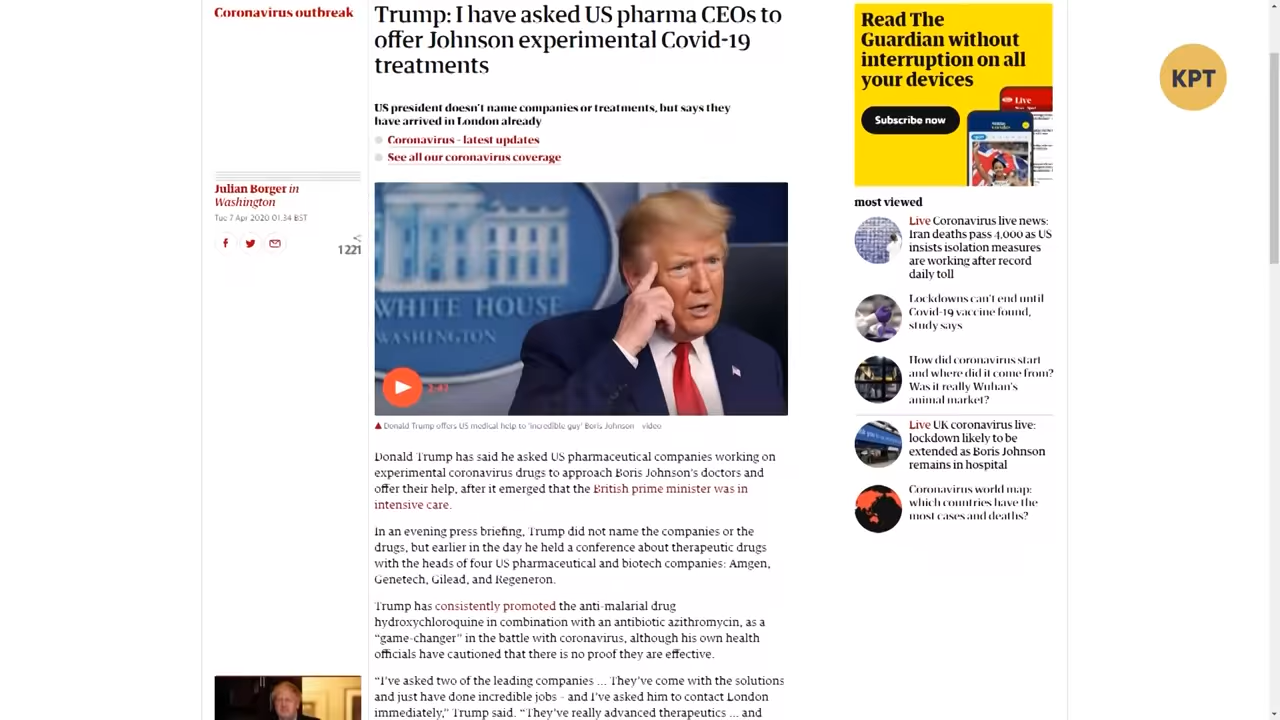 Coronavirus outbreak
Trump: I have asked US pharma CEOs to
offer Johnson experimental Covid-19
treatments
US president doesn't name companies or treatments, but says they
have arrived in London already
Coronavirus - latest updates
See all our coronavirus coverage
Julian Borger in
Washington
Tue 7 Apr 2020 01.34 BST
1221
THE WHITE HOUSE
WASHINGTON
2:42
Donald Trump offers US medical help to 'incredible guy' Boris Johnson - video
Donald Trump has said he asked US pharmaceutical companies working on
experimental coronavirus drugs to approach Boris Johnson's doctors and
offer their help, after it emerged that the British prime minister was in
intensive care.
In an evening press briefing, Trump did not name the companies or the
drugs, but earlier in the day he held a conference about therapeutic drugs
with the heads of four US pharmaceutical and biotech companies: Amgen,
Genetech, Gilead, and Regeneron.
Trump has consistently promoted the anti-malarial drug
hydroxychloroquine in combination with an antibiotic azithromycin, as a
“game-changer” in the battle with coronavirus, although his own health
officials have cautioned that there is no proof they are effective.
“I've asked two of the leading companies ... They've come with the solutions
and just have done incredible jobs - and I've asked him to contact London
immediately,” Trump said. “They've really advanced therapeutics ... and
Read The
Guardian without
interruption on all
your devices
Subscribe now
Live
KPT
most viewed
Live Coronavirus live news:
Iran deaths pass 4,000 as US
insists isolation measures
are working after record
daily toll
Lockdowns can't end until
Covid-19 vaccine found,
study says
How did coronavirus start
and where did it come from?
Was it really Wuhan's
animal market?
Live UK coronavirus live:
lockdown likely to be
extended as Boris Johnson
remains in hospital
Coronavirus world map:
which countries have the
most cases and deaths?